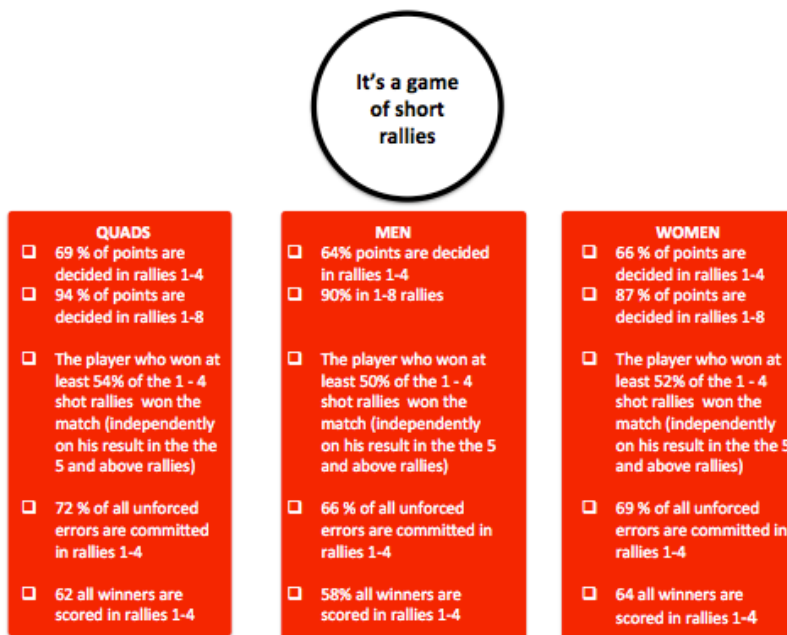 It's a game
of short
rallies
QUADS
❑ 69 % of points are
decided in rallies 1-4
❑ 94 % of points are
decided in rallies 1-8
❑ The player who won at
least 54% of the 1 - 4
shot rallies won the
match (independently
on his result in the the
5 and above rallies)
❑ 72 % of all unforced
errors are committed
in rallies 1-4
❑ 62 all winners are
scored in rallies 1-4
MEN
❑ 64% points are decided
in rallies 1-4
❑ 90% in 1-8 rallies
❑ The player who won at
least 50% of the 1 - 4
shot rallies won the
match (independently
on his result in the the 5
and above rallies)
❑ 66 % of all unforced
errors are committed in
rallies 1-4
❑ 58% all winners are
scored in rallies 1-4
WOMEN
❑ 66 % of points are
decided in rallies 1-4
❑ 87 % of points are
decided in rallies 1-8
❑ The player who won at
least 52% of the 1 - 4
shot rallies won the
match (independently
on his result in the the 5
and above rallies)
❑ 69 % of all unforced
errors are committed in
rallies 1-4
❑ 64 all winners are
scored in rallies 1-4